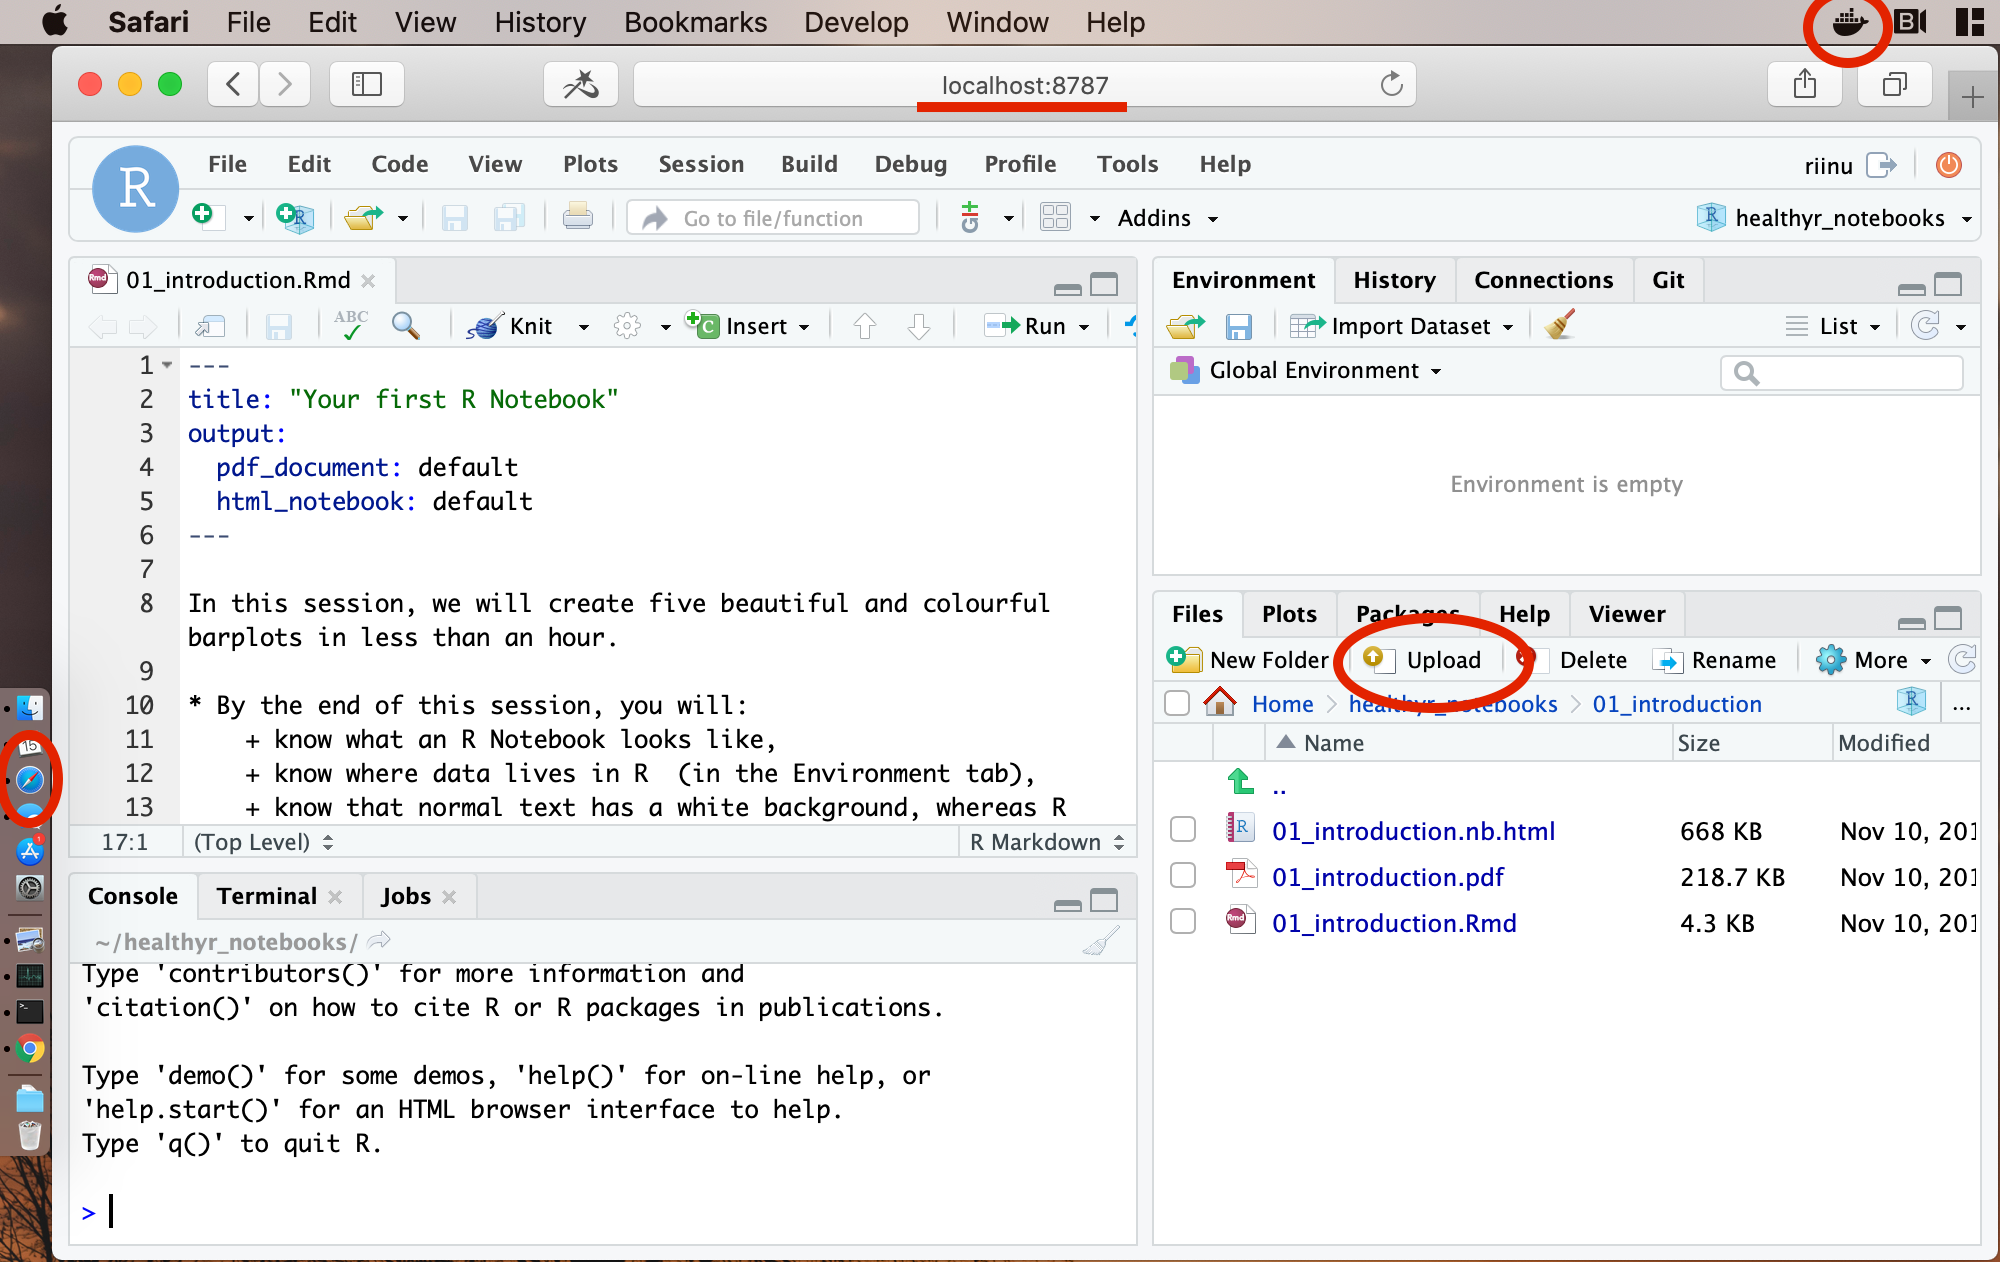 Safari File Edit View History Bookmarks Develop Window Help
localhost:8787
R File Edit Code View Plots Session Build Debug Profile Tools Help riinu
Go to file/function Addins healthyr_notebooks
01_introduction.Rmd
ABC Knit Insert Run
1 ---
2 title: "Your first R Notebook"
3 output:
4 pdf_document: default
5 html_notebook: default
6 ---
7
8 In this session, we will create five beautiful and colourful
barplots in less than an hour.
9
10 * By the end of this session, you will:
11 + know what an R Notebook looks like,
12 + know where data lives in R  (in the Environment tab),
13 + know that normal text has a white background, whereas R
17:1 (Top Level) R Markdown
Console Terminal Jobs
~/healthyr_notebooks/
Type 'contributors()' for more information and
'citation()' on how to cite R or R packages in publications.
Type 'demo()' for some demos, 'help()' for on-line help, or
'help.start()' for an HTML browser interface to help.
Type 'q()' to quit R.
>
Environment History Connections Git
Import Dataset List
Global Environment
Environment is empty
Files Plots Packages Help Viewer
New Folder Upload Delete Rename More
Home healthyr_notebooks 01_introduction ...
Name Size Modified
..
01_introduction.nb.html 668 KB Nov 10, 201
01_introduction.pdf 218.7 KB Nov 10, 201
01_introduction.Rmd 4.3 KB Nov 10, 201
15